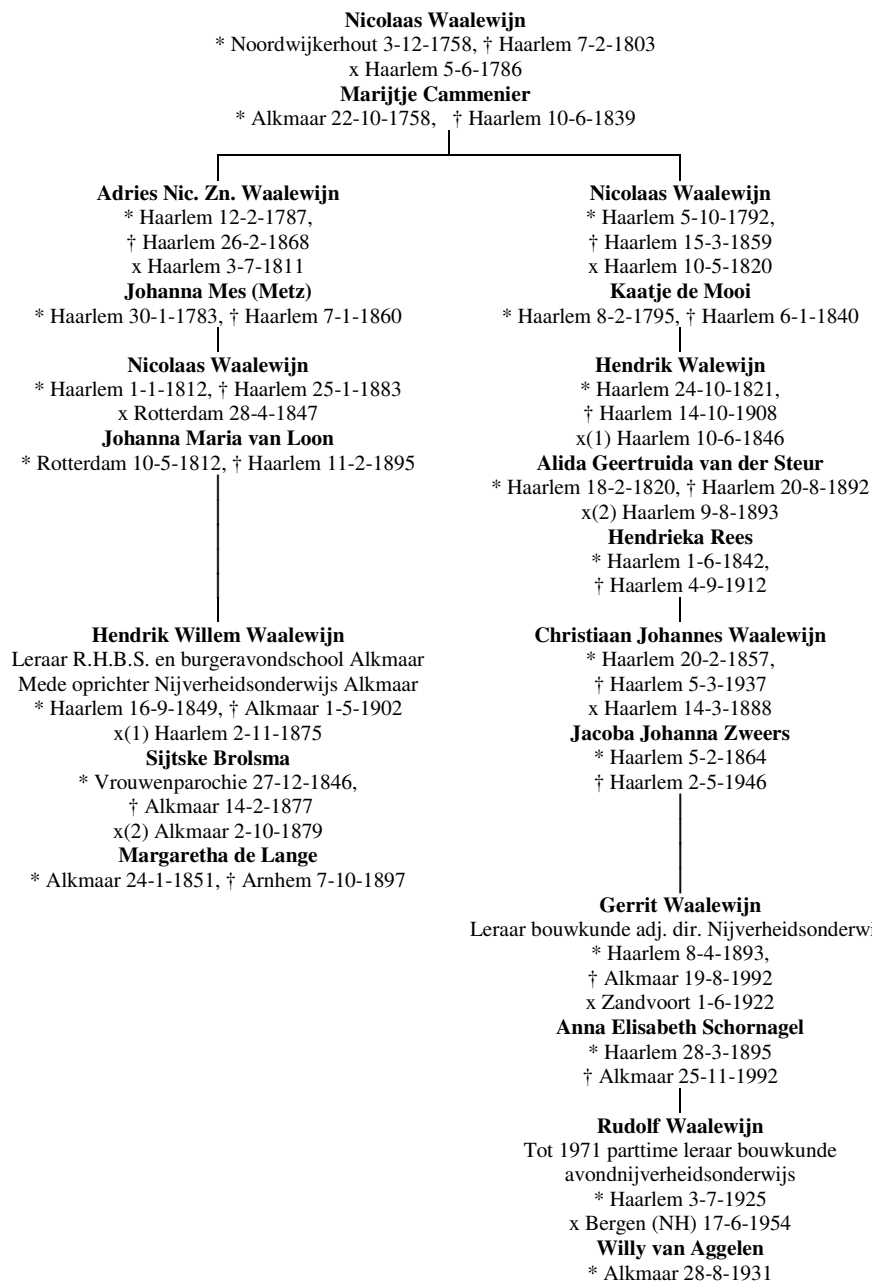 Nicolaas Waalewijn
* Noordwijkerhout 3-12-1758, † Haarlem 7-2-1803
x Haarlem 5-6-1786
Marijtje Cammenier
* Alkmaar 22-10-1758, † Haarlem 10-6-1839
Adries Nic. Zn. Waalewijn
* Haarlem 12-2-1787,
† Haarlem 26-2-1868
x Haarlem 3-7-1811
Johanna Mes (Metz)
* Haarlem 30-1-1783, † Haarlem 7-1-1860
Nicolaas Waalewijn
* Haarlem 1-1-1812, † Haarlem 25-1-1883
x Rotterdam 28-4-1847
Johanna Maria van Loon
* Rotterdam 10-5-1812, † Haarlem 11-2-1895
Hendrik Willem Waalewijn
Leraar R.H.B.S. en burgeravondschool Alkmaar
Mede oprichter Nijverheidsonderwijs Alkmaar
* Haarlem 16-9-1849, † Alkmaar 1-5-1902
x(1) Haarlem 2-11-1875
Sijtske Brolsma
* Vrouwenparochie 27-12-1846,
† Alkmaar 14-2-1877
x(2) Alkmaar 2-10-1879
Margaretha de Lange
* Alkmaar 24-1-1851, † Arnhem 7-10-1897
Nicolaas Waalewijn
* Haarlem 5-10-1792,
† Haarlem 15-3-1859
x Haarlem 10-5-1820
Kaatje de Mooi
* Haarlem 8-2-1795, † Haarlem 6-1-1840
Hendrik Walewijn
* Haarlem 24-10-1821,
† Haarlem 14-10-1908
x(1) Haarlem 10-6-1846
Alida Geertruida van der Steur
* Haarlem 18-2-1820, † Haarlem 20-8-1892
x(2) Haarlem 9-8-1893
Hendrieka Rees
* Haarlem 1-6-1842,
† Haarlem 4-9-1912
Christiaan Johannes Waalewijn
* Haarlem 20-2-1857,
† Haarlem 5-3-1937
x Haarlem 14-3-1888
Jacoba Johanna Zweers
* Haarlem 5-2-1864
† Haarlem 2-5-1946
Gerrit Waalewijn
Leraar bouwkunde adj. dir. Nijverheidsonderwi
* Haarlem 8-4-1893,
† Alkmaar 19-8-1992
x Zandvoort 1-6-1922
Anna Elisabeth Schornagel
* Haarlem 28-3-1895
† Alkmaar 25-11-1992
Rudolf Waalewijn
Tot 1971 parttime leraar bouwkunde
avondnijverheidsonderwijs
* Haarlem 3-7-1925
x Bergen (NH) 17-6-1954
Willy van Aggelen
* Alkmaar 28-8-1931